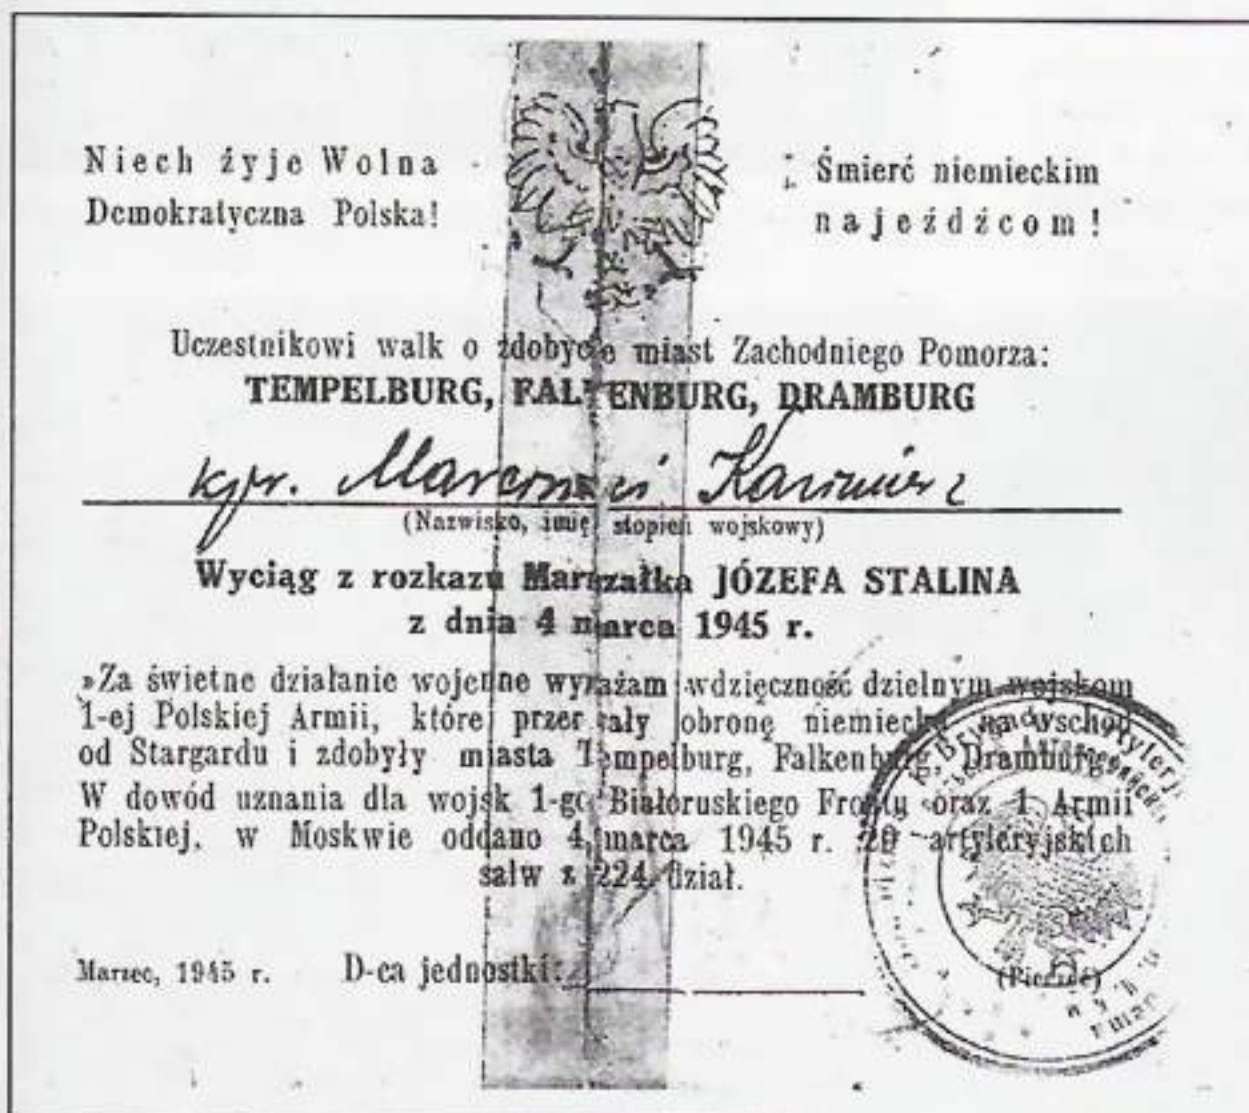 Niech żyje Wolna
Demokratyczna Polska!
Śmierć niemieckim
najeźdźcom!
Uczestnikowi walk o zdobycie miast Zachodniego Pomorza:
TEMPELBURG, FALKENBURG, DRAMBURG
kpr. Kazimierz
(Nazwisko, imię, stopień wojskowy)
Wyciąg z rozkazu Marszałka JÓZEFA STALINA
z dnia 4 marca 1945 r.
»Za świetne działanie wojenne wyrażam wdzięczność dzielnym wojskom
1-ej Polskiej Armii, które przerwały obronę niemiecką na wschód
od Stargardu i zdobyły miasta Tempelburg, Falkenburg, Dramburg.
W dowód uznania dla wojsk 1-go Białoruskiego Frontu oraz 1 Armii
Polskiej, w Moskwie oddano 4 marca 1945 r. 20 artyleryjskich
salw z 224 dział.
Marzec, 1945 r. D-ca jednostki:
(Pieczęć)
Brygady Artylerji